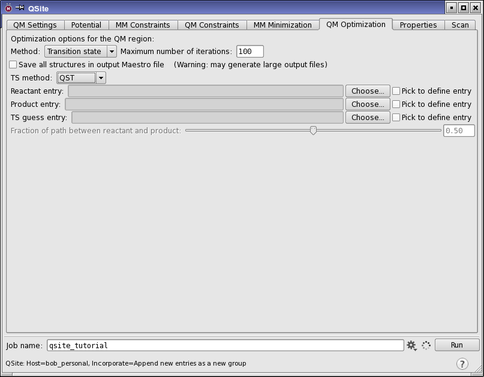 QSite
QM Settings Potential MM Constraints QM Constraints MM Minimization QM Optimization Properties Scan
Optimization options for the QM region:
Method: Transition state Maximum number of iterations: 100
Save all structures in output Maestro file (Warning: may generate large output files)
TS method: QST
Reactant entry: Choose... Pick to define entry
Product entry: Choose... Pick to define entry
TS guess entry: Choose... Pick to define entry
Fraction of path between reactant and product: 0.50
Job name: qsite_tutorial Run
QSite: Host=bob_personal, Incorporate=Append new entries as a new group ?